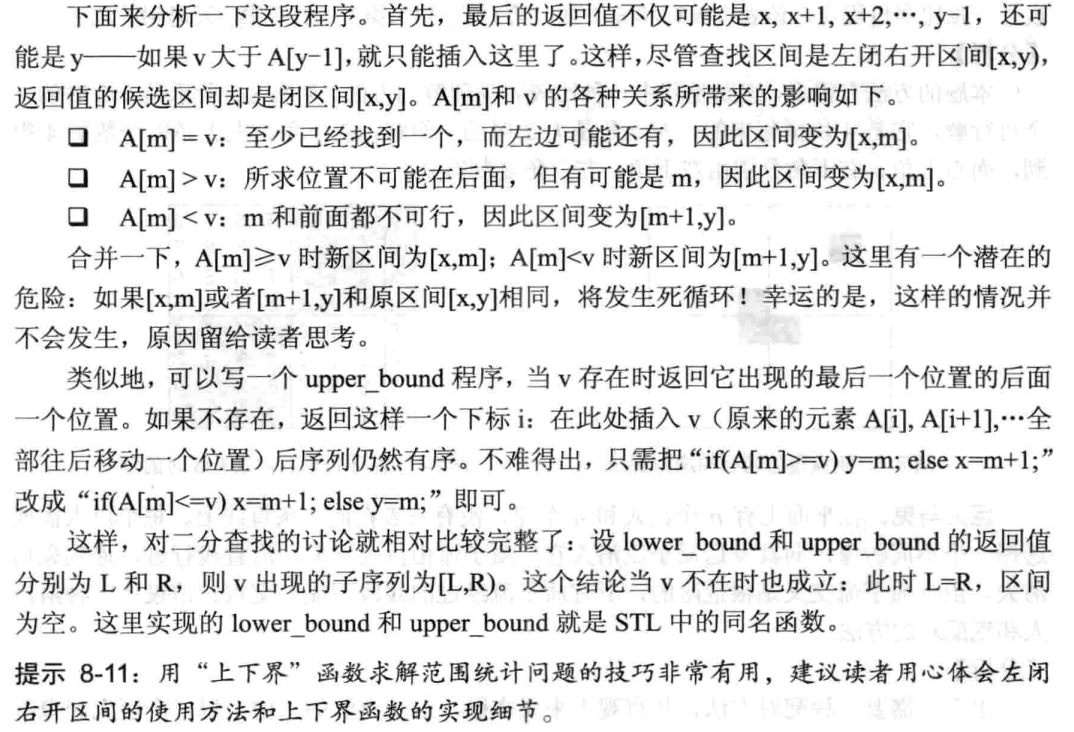 下面来分析一下这段程序。首先，最后的返回值不仅可能是 x, x+1, x+2,…, y−1，还可
能是 y——如果 v 大于 A[y−1]，就只能插入这里了。这样，尽管查找区间是左闭右开区间[x,y)，
返回值的候选区间却是闭区间[x,y]。A[m]和 v 的各种关系所带来的影响如下。
❑ A[m] = v：至少已经找到一个，而左边可能还有，因此区间变为[x,m]。
❑ A[m] > v：所求位置不可能在后面，但有可能是 m，因此区间变为[x,m]。
❑ A[m] < v：m 和前面都不可行，因此区间变为[m+1,y]。
合并一下，A[m]≥v 时新区间为[x,m]；A[m]<v 时新区间为[m+1,y]。这里有一个潜在的
危险：如果[x,m]或者[m+1,y]和原区间[x,y]相同，将发生死循环！幸运的是，这样的情况并
不会发生，原因留给读者思考。
类似地，可以写一个 upper_bound 程序，当 v 存在时返回它出现的最后一个位置的后面
一个位置。如果不存在，返回这样一个下标 i：在此处插入 v（原来的元素 A[i], A[i+1],…全
部往后移动一个位置）后序列仍然有序。不难得出，只需把“if(A[m]>=v) y=m; else x=m+1;”
改成“if(A[m]<=v) x=m+1; else y=m;”即可。
这样，对二分查找的讨论就相对比较完整了：设 lower_bound 和 upper_bound 的返回值
分别为 L 和 R，则 v 出现的子序列为[L,R)。这个结论当 v 不在时也成立：此时 L=R，区间
为空。这里实现的 lower_bound 和 upper_bound 就是 STL 中的同名函数。
提示 8-11：用“上下界”函数求解范围统计问题的技巧非常有用，建议读者用心体会左闭
右开区间的使用方法和上下界函数的实现细节。